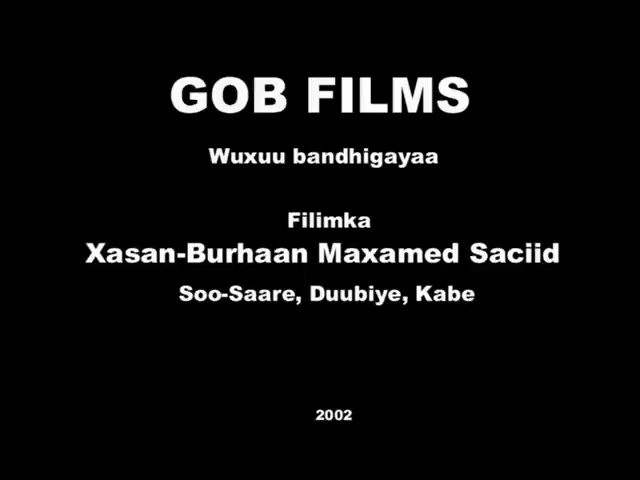 GOB FILMS
Wuxuu bandhigayaa
Filimka
Xasan-Burhaan Maxamed Saciid
Soo-Saare, Duubiye, Kabe
2002